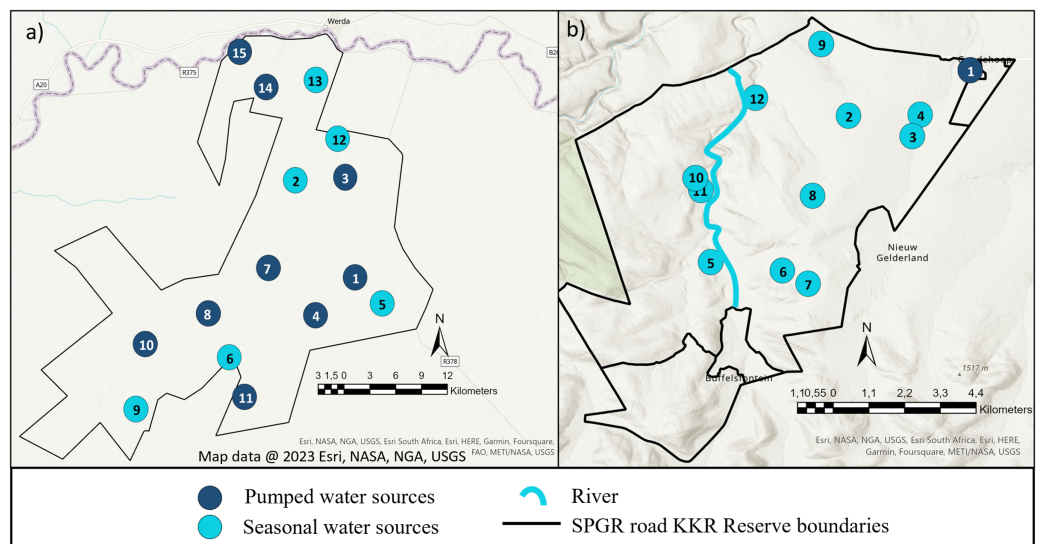 a)
Werda
15
R375
B20
A20
14
13
12
2
3
7
1
5
8
4
10
6
N
R378
3 1,5 0 3 6 9 12
Kilometers
11
9
Esri, NASA, NGA, USGS, Esri South Africa, Esri, HERE, Garmin, Foursquare,
FAO, METI/NASA, USGS
Map data @ 2023 Esri, NASA, NGA, USGS
b)
9
1
12
2
4
3
10
11
8
Nieuw
Gelderland
5
6
7
N
1517 m
Buffelsfontein
1,10,55 0 1,1 2,2 3,3 4,4
Kilometers
Esri, NASA, NGA, USGS, Esri South Africa, Esri, HERE,
Garmin, Foursquare, METI/NASA, USGS
Pumped water sources
Seasonal water sources
River
SPGR road KKR Reserve boundaries